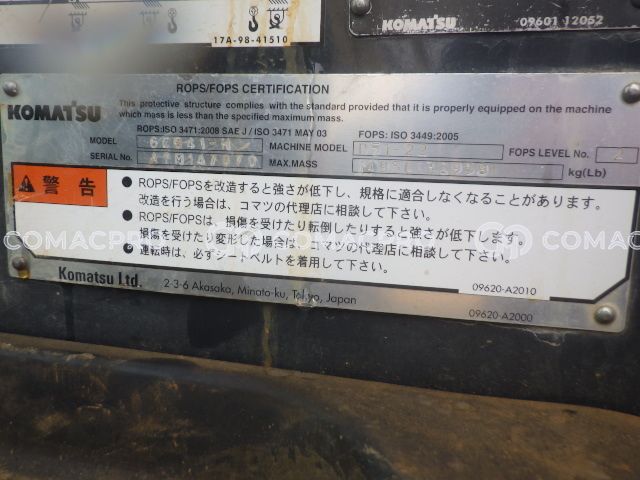 17A-98-41510
KOMATSU
09601 12052
KOMATSU
ROPS/FOPS CERTIFICATION
This protective structure complies with the standard provided that it is properly equipped on the machine
which mass is less than the specified maximum mass.
ROPS:ISO 3471:2008 SAE J / ISO 3471 MAY 03 FOPS: ISO 3449:2005
MODEL MACHINE MODEL FOPS LEVEL No. 2
SERIAL No. MAX.MASS kg(Lb)
警告
● ROPS/FOPSを改造すると強さが低下し、規格に適合しなくなることがあります。
改造を行う場合は、コマツの代理店に相談して下さい。
● ROPS/FOPSは、損傷を受けたり転倒したりすると強さが低下します。
損傷を受けたり変形した場合は、コマツの代理店に相談して下さい。
● 運転時は、必ずシートベルトを着用して下さい。
09620-A2010
Komatsu Ltd. 2-3-6 Akasaka, Minato-ku, Tokyo, Japan
09620-A2000